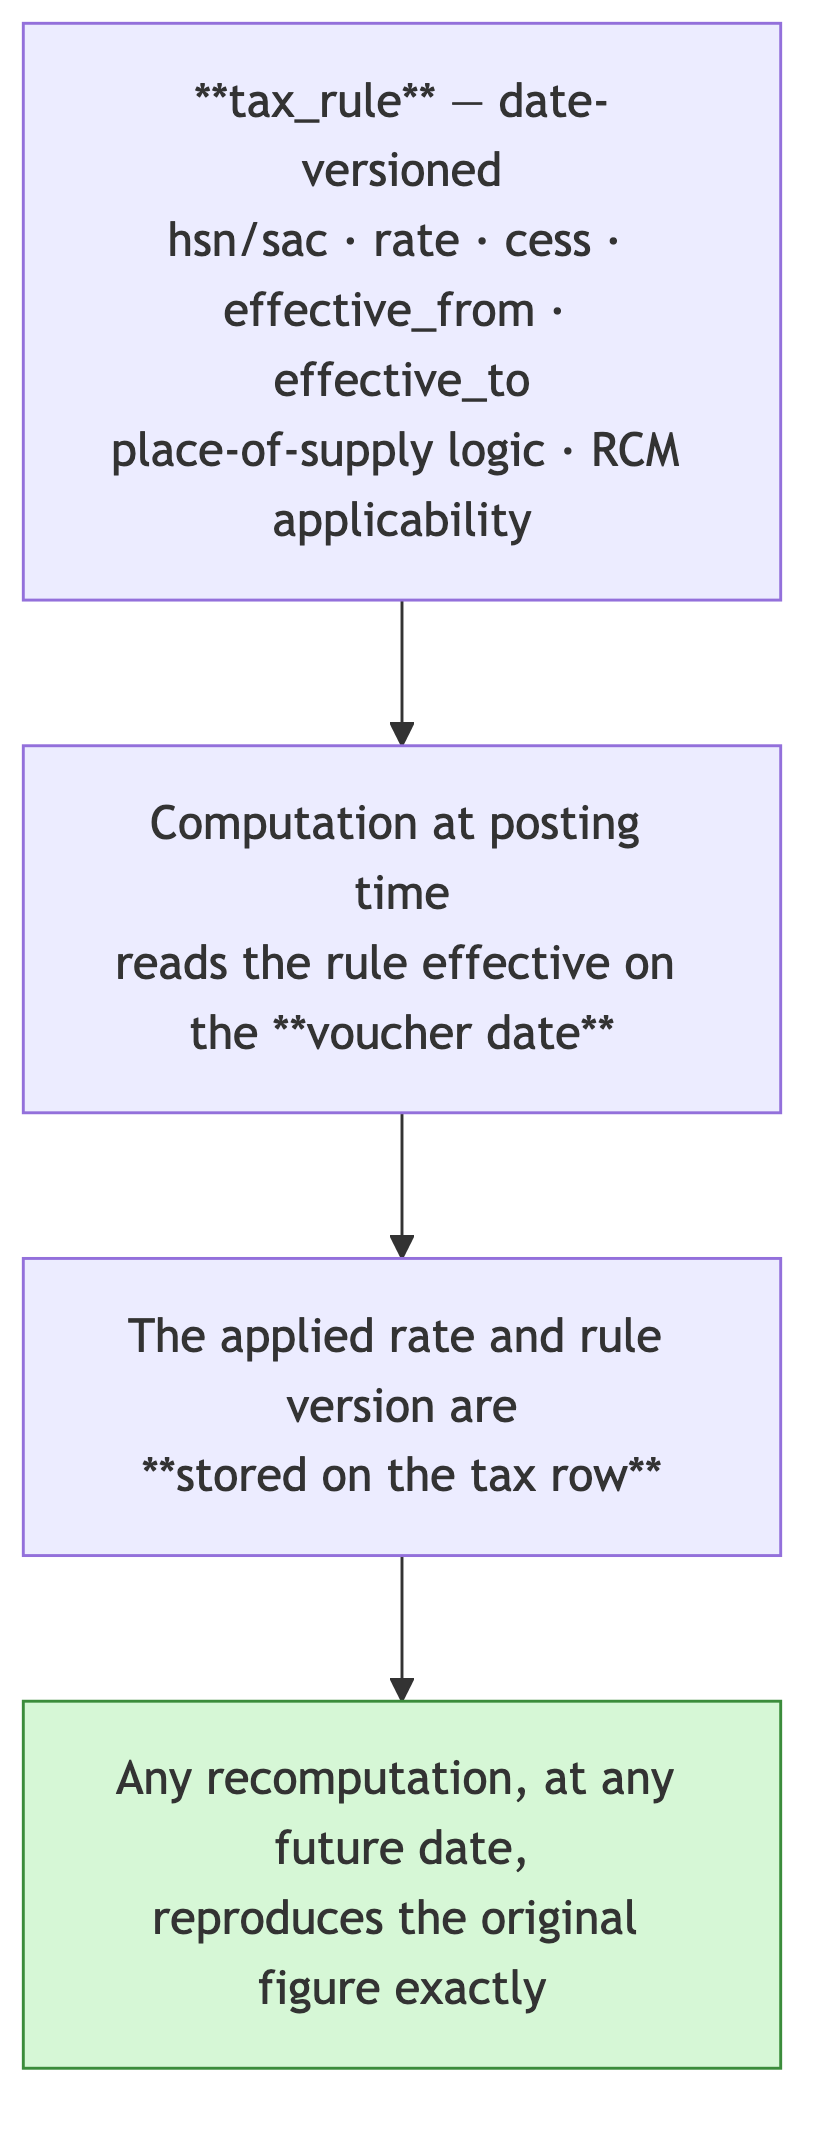 **tax_rule** — date-
versioned
hsn/sac · rate · cess ·
effective_from ·
effective_to
place-of-supply logic · RCM
applicability
Computation at posting
time
reads the rule effective on
the **voucher date**
The applied rate and rule
version are
**stored on the tax row**
Any recomputation, at any
future date,
reproduces the original
figure exactly